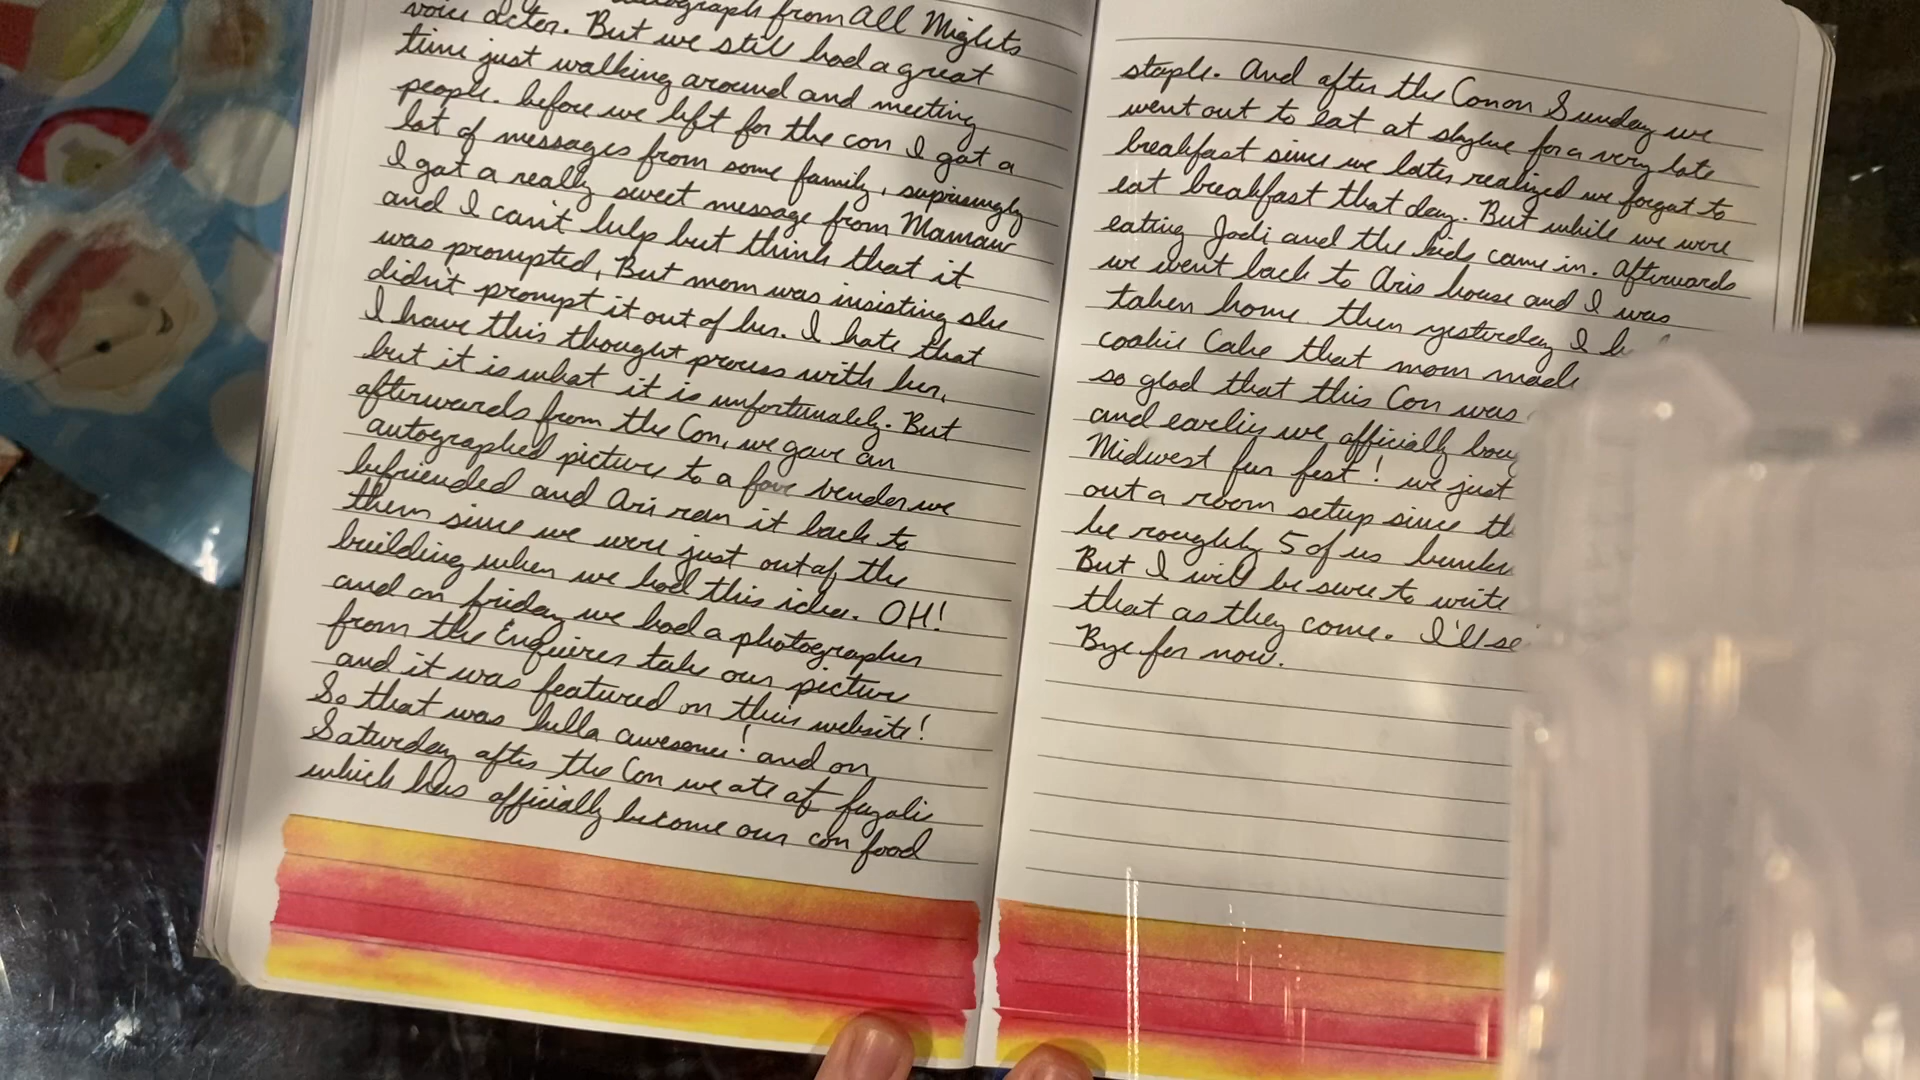 autograph from All Mights
voice actor. But we still had a great
time just walking around and meeting
people. before we left for the con I got a
lot of messages from some family, suprisingly
I got a really sweet message from Mamaw
and I can't help but think that it
was prompted, But mom was insisting she
didn't prompt it out of her. I hate that
I have this thought process with her,
but it is what it is unfortunately. But
afterwards from the Con, we gave an
autographed picture to a fave vender we
befriended and Ari ran it back to
them since we were just out of the
building when we had this idea. OH!
and on friday we had a photographer
from the Enquirer take our picture
and it was featured on their website!
So that was hella awesome! and on
Saturday after the Con we ate at
which has officially become our con food
staple. And after the Con on Sunday we
went out to eat at skyline for a very late
breakfast since we later realized we forgot to
eat breakfast that day. But while we were
eating Jodi and the kids came in. Afterwards
we went back to Aris house and I was
taken home. then yesterday I
cookie Cake that mom made
so glad that this Con was
and earlier we officially
Midwest fur fest! we just
out a room setup since
be roughly 5 of us
But I will be sure to write
that as they come. I'll
Bye for now.